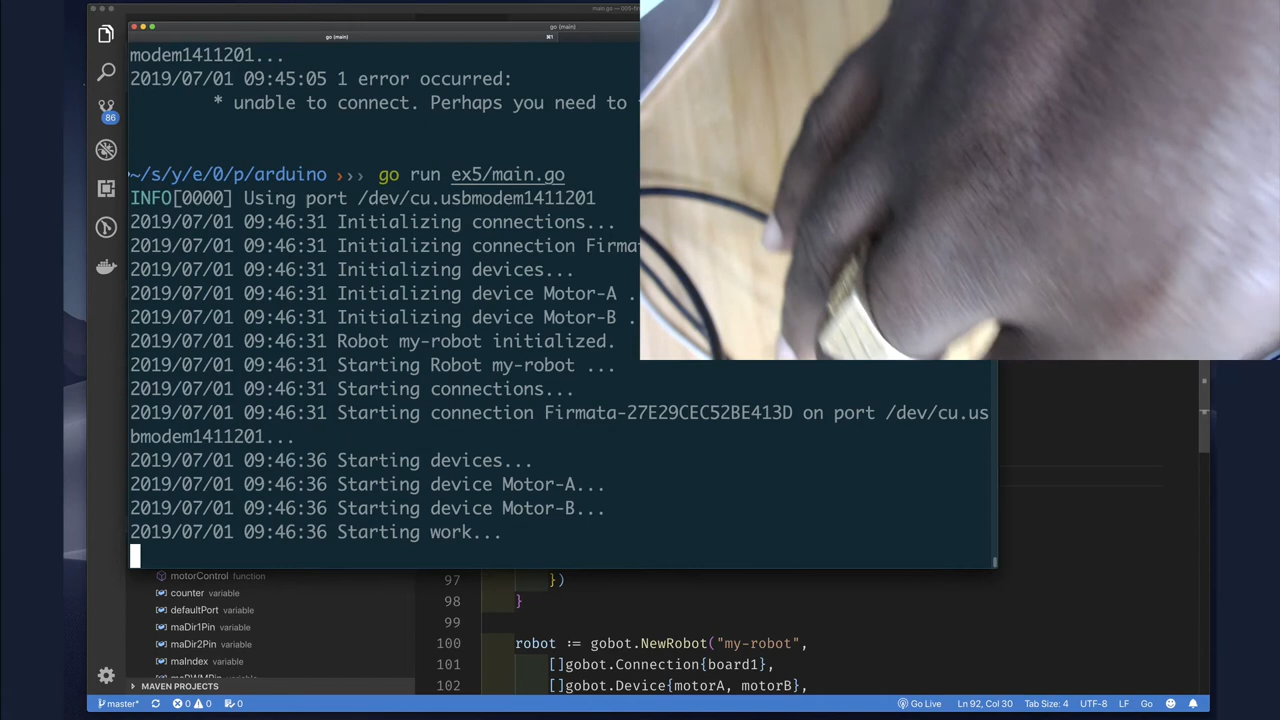 go (main)
go (main)
⌘1
modem1411201...
2019/07/01 09:45:05 1 error occurred:
* unable to connect. Perhaps you need to
~/s/y/e/0/p/arduino ››› go run ex5/main.go
INFO[0000] Using port /dev/cu.usbmodem1411201
2019/07/01 09:46:31 Initializing connections...
2019/07/01 09:46:31 Initializing connection Firma
2019/07/01 09:46:31 Initializing devices...
2019/07/01 09:46:31 Initializing device Motor-A .
2019/07/01 09:46:31 Initializing device Motor-B .
2019/07/01 09:46:31 Robot my-robot initialized.
2019/07/01 09:46:31 Starting Robot my-robot ...
2019/07/01 09:46:31 Starting connections...
2019/07/01 09:46:31 Starting connection Firmata-27E29CEC52BE413D on port /dev/cu.us
bmodem1411201...
2019/07/01 09:46:36 Starting devices...
2019/07/01 09:46:36 Starting device Motor-A...
2019/07/01 09:46:36 Starting device Motor-B...
2019/07/01 09:46:36 Starting work...
86
motorControl function
counter variable
defaultPort variable
maDir1Pin variable
maDir2Pin variable
maIndex variable
MAVEN PROJECTS
97 })
98 }
99
100 robot := gobot.NewRobot("my-robot",
101 []gobot.Connection{board1},
102 []gobot.Device{motorA, motorB},
master* 0 0 0 Go Live Ln 92, Col 30 Tab Size: 4 UTF-8 LF Go